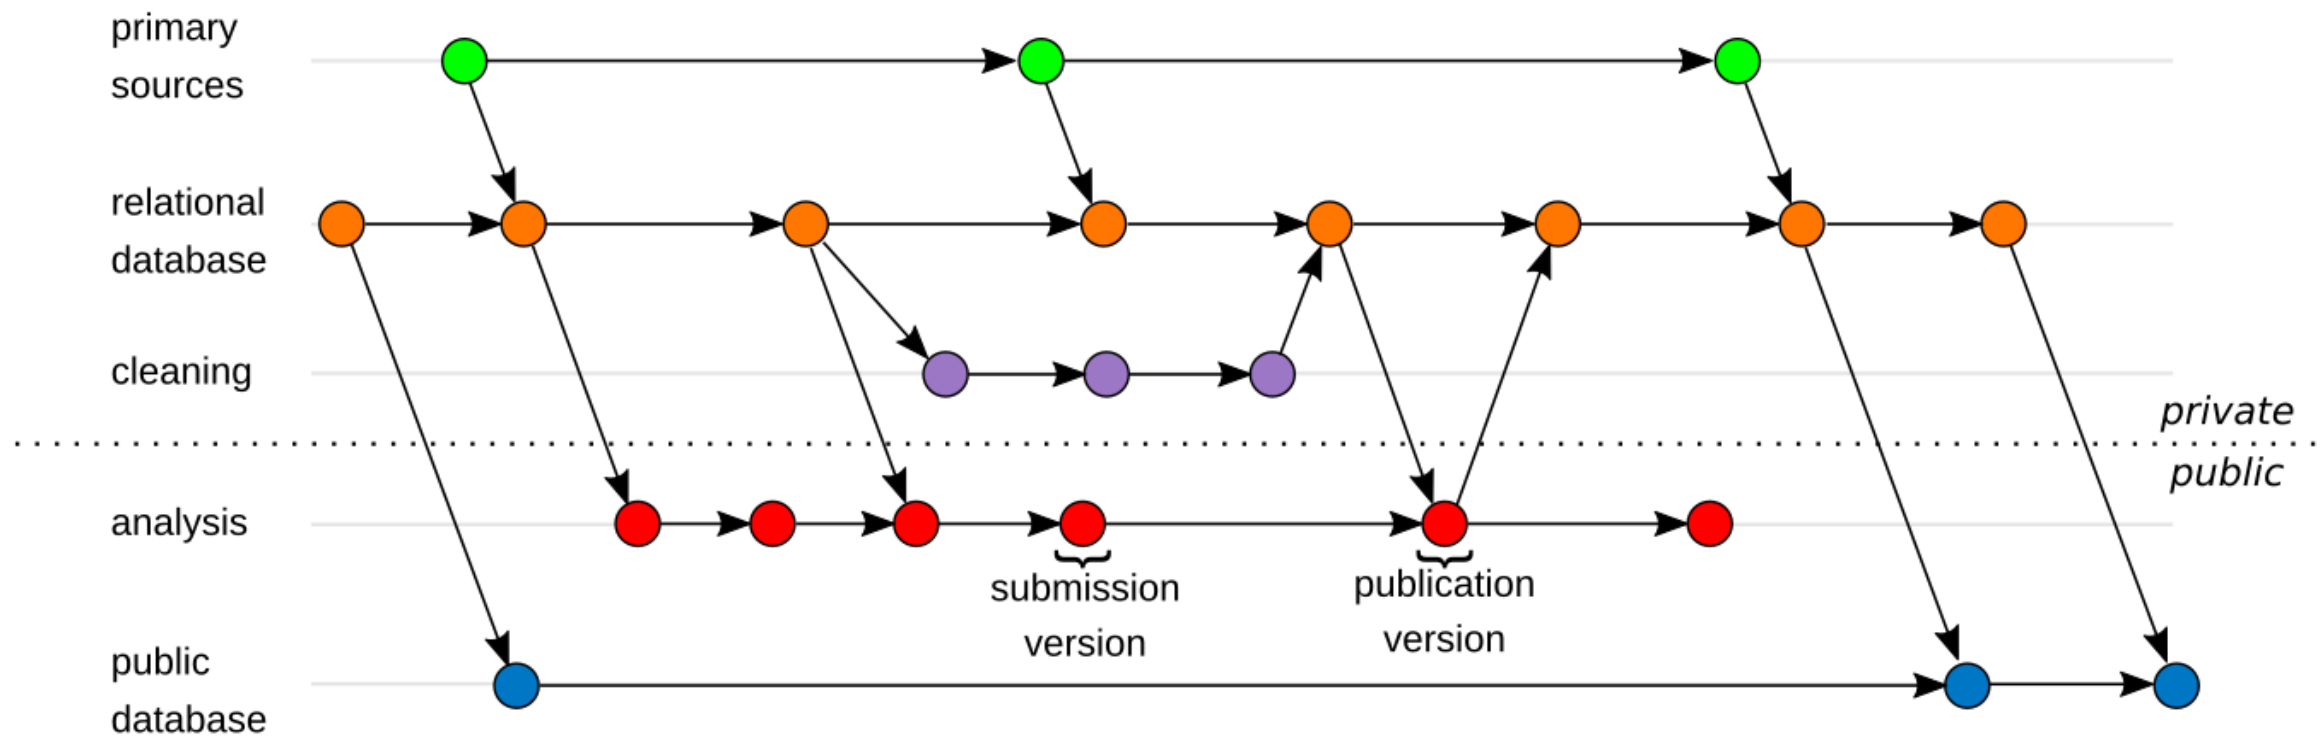 primary
sources
relational
database
cleaning
private
public
analysis
submission
version
publication
version
public
database